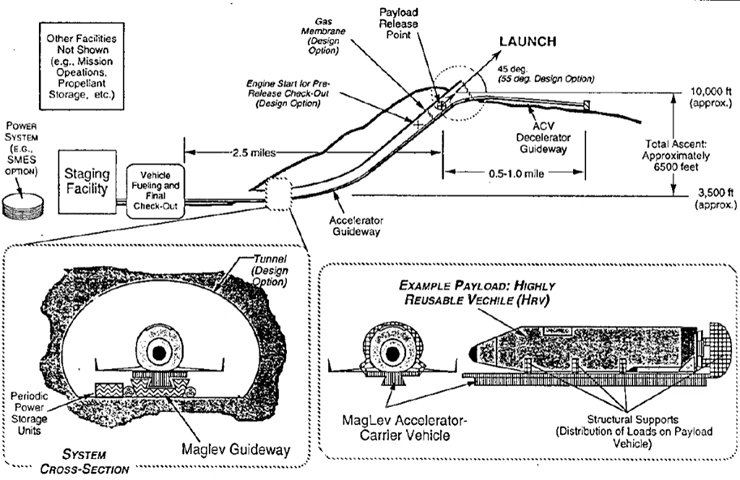 Other Facilities
Not Shown
(e.g., Mission
Opeations,
Propellant
Storage, etc.)
Gas
Membrane
(Design
Option)
Payload
Release
Point
LAUNCH
45 deg.
(55 deg. Design Option)
Engine Start for Pre-
Release Check-Out
(Design Option)
10,000 ft
(approx.)
POWER
SYSTEM
(E.G.,
SMES
OPTION)
Staging
Facility
Vehicle
Fueling and
Final
Check-Out
2.5 miles
ACV
Decelerator
Guideway
0.5-1.0 mile
Total Ascent:
Approximately
6500 feet
3,500 ft
(approx.)
Accelerator
Guideway
Tunnel
(Design
Option)
Periodic
Power
Storage
Units
Maglev Guideway
SYSTEM
CROSS-SECTION
EXAMPLE PAYLOAD: HIGHLY
REUSABLE VECHILE (HRV)
MagLev Accelerator-
Carrier Vehicle
Structural Supports
(Distribution of Loads on Payload
Vehicle)